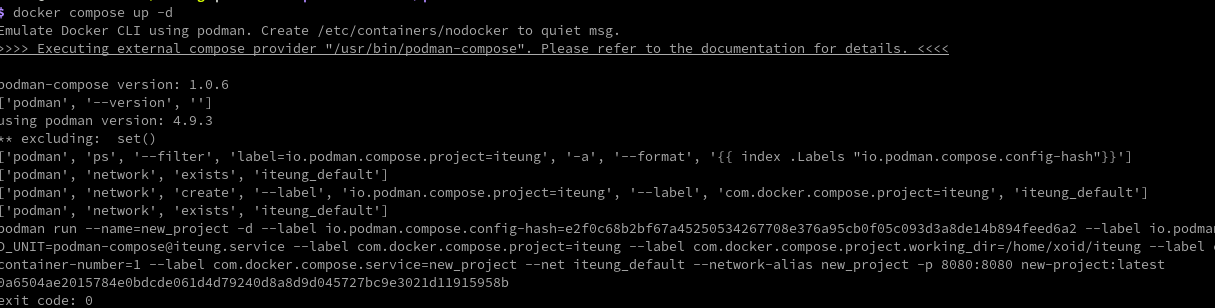 $ docker compose up -d
Emulate Docker CLI using podman. Create /etc/containers/nodocker to quiet msg.
>>>> Executing external compose provider "/usr/bin/podman-compose". Please refer to the documentation for details. <<<<
podman-compose version: 1.0.6
['podman', '--version', '']
using podman version: 4.9.3
** excluding:  set()
['podman', 'ps', '--filter', 'label=io.podman.compose.project=iteung', '-a', '--format', '{{ index .Labels "io.podman.compose.config-hash"}}']
['podman', 'network', 'exists', 'iteung_default']
['podman', 'network', 'create', '--label', 'io.podman.compose.project=iteung', '--label', 'com.docker.compose.project=iteung', 'iteung_default']
['podman', 'network', 'exists', 'iteung_default']
podman run --name=new_project -d --label io.podman.compose.config-hash=e2f0c68b2bf67a45250534267708e376a95cb0f05c093d3a8de14b894feed6a2 --label io.podman
D_UNIT=podman-compose@iteung.service --label com.docker.compose.project=iteung --label com.docker.compose.project.working_dir=/home/xoid/iteung --label
container-number=1 --label com.docker.compose.service=new_project --net iteung_default --network-alias new_project -p 8080:8080 new-project:latest
0a6504ae2015784e0bdcde061d4d79240d8a8d9d045727bc9e3021d11915958b
exit code: 0